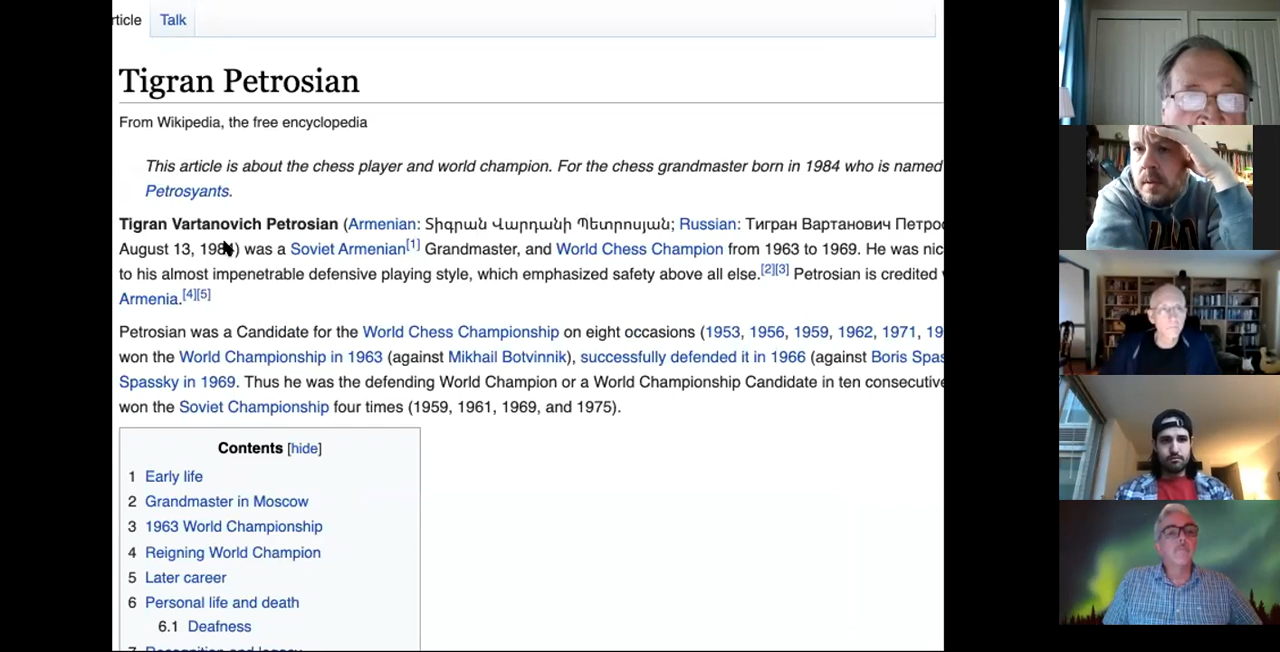 rticle Talk
Tigran Petrosian
From Wikipedia, the free encyclopedia
This article is about the chess player and world champion. For the chess grandmaster born in 1984 who is named
Petrosyants.
Tigran Vartanovich Petrosian (Armenian: Տիգրան Վարդանի Պետրոսյան; Russian: Тигран Вартанович Петрос
August 13, 1984) was a Soviet Armenian[1] Grandmaster, and World Chess Champion from 1963 to 1969. He was nic
to his almost impenetrable defensive playing style, which emphasized safety above all else.[2][3] Petrosian is credited
Armenia.[4][5]
Petrosian was a Candidate for the World Chess Championship on eight occasions (1953, 1956, 1959, 1962, 1971, 19
won the World Championship in 1963 (against Mikhail Botvinnik), successfully defended it in 1966 (against Boris Spas
Spassky in 1969. Thus he was the defending World Champion or a World Championship Candidate in ten consecutive
won the Soviet Championship four times (1959, 1961, 1969, and 1975).
Contents [hide]
1 Early life
2 Grandmaster in Moscow
3 1963 World Championship
4 Reigning World Champion
5 Later career
6 Personal life and death
6.1 Deafness
7 Recognition and legacy